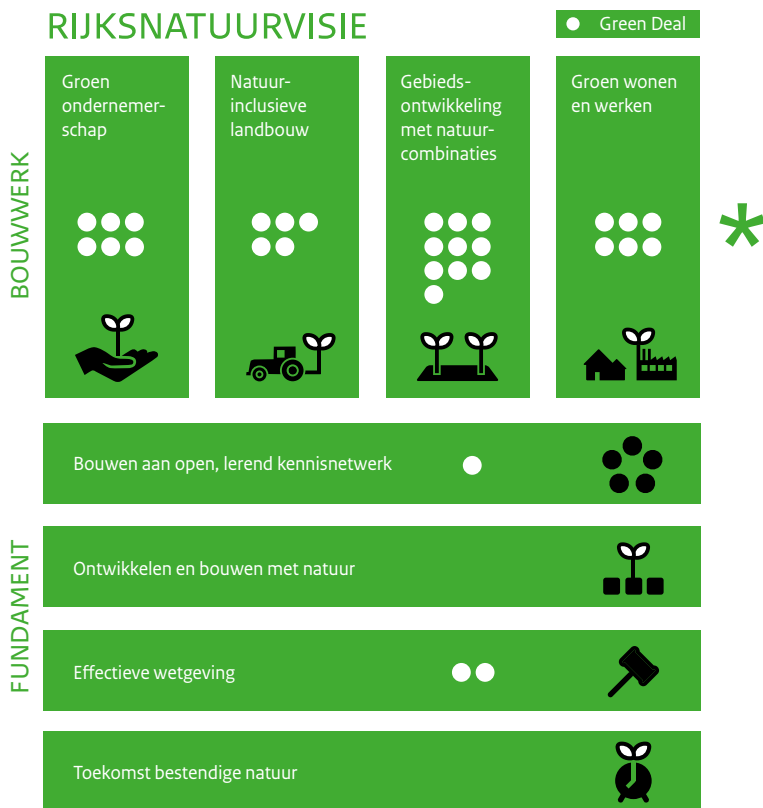 RIJKSNATUURVISIE
Green Deal
BOUWWERK
Groen
ondernemer-
schap
Natuur-
inclusieve
landbouw
Gebieds-
ontwikkeling
met natuur-
combinaties
Groen wonen
en werken
*
FUNDAMENT
Bouwen aan open, lerend kennisnetwerk
Ontwikkelen en bouwen met natuur
Effectieve wetgeving
Toekomst bestendige natuur